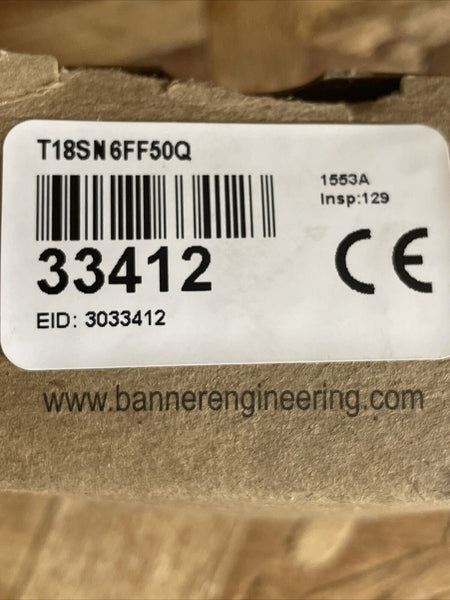 T18SN6FF50Q
1553A
Insp:129
CE
33412
EID: 3033412
www.bannerengineering.com